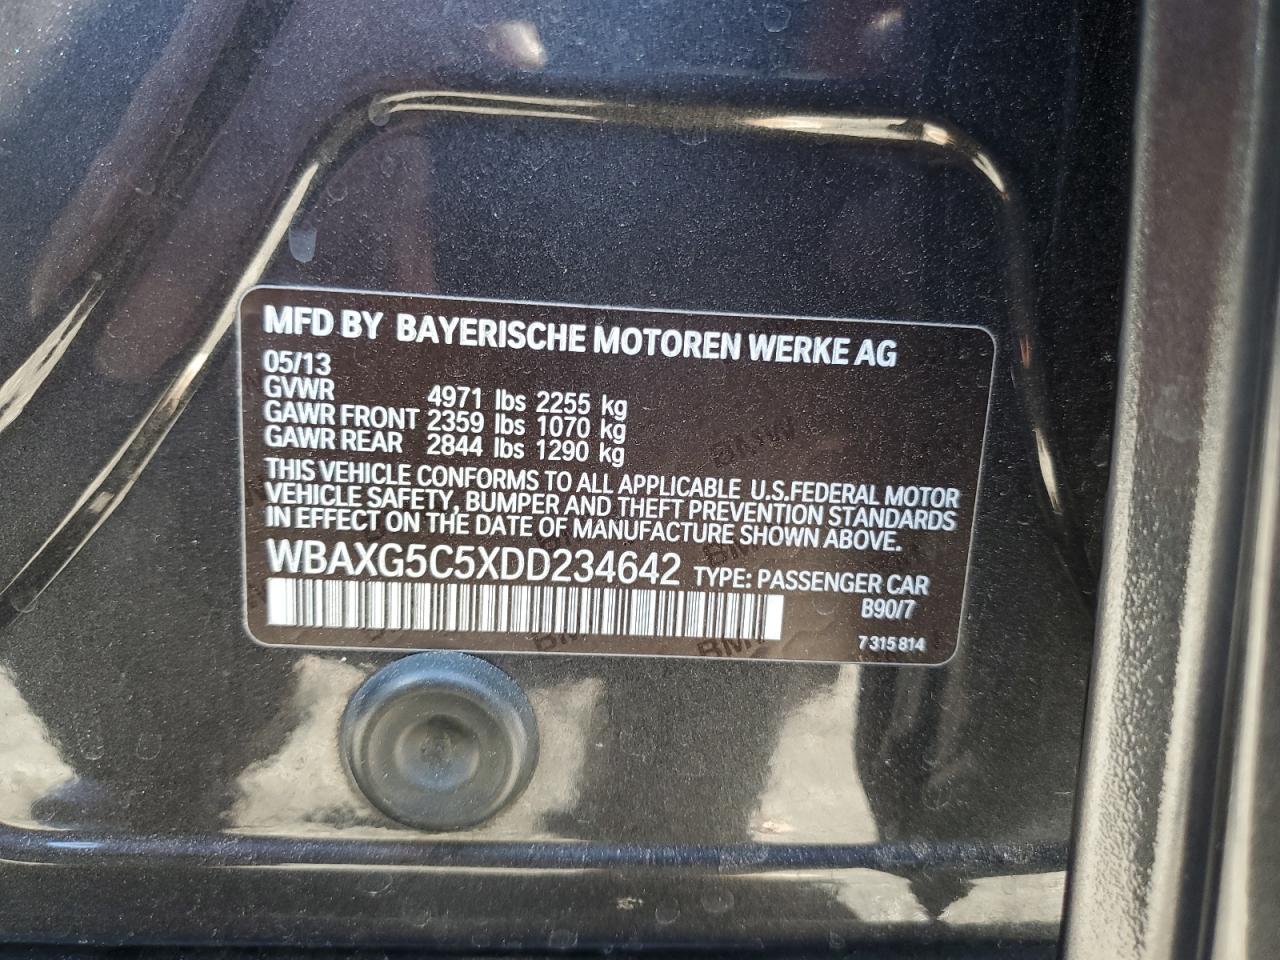 MFD BY BAYERISCHE MOTOREN WERKE AG
05/13
GVWR 4971 lbs 2255 kg
GAWR FRONT 2359 lbs 1070 kg
GAWR REAR 2844 lbs 1290 kg
THIS VEHICLE CONFORMS TO ALL APPLICABLE U.S.FEDERAL MOTOR
VEHICLE SAFETY, BUMPER AND THEFT PREVENTION STANDARDS
IN EFFECT ON THE DATE OF MANUFACTURE SHOWN ABOVE.
WBAXG5C5XDD234642 TYPE: PASSENGER CAR
B90/7
7 315 814